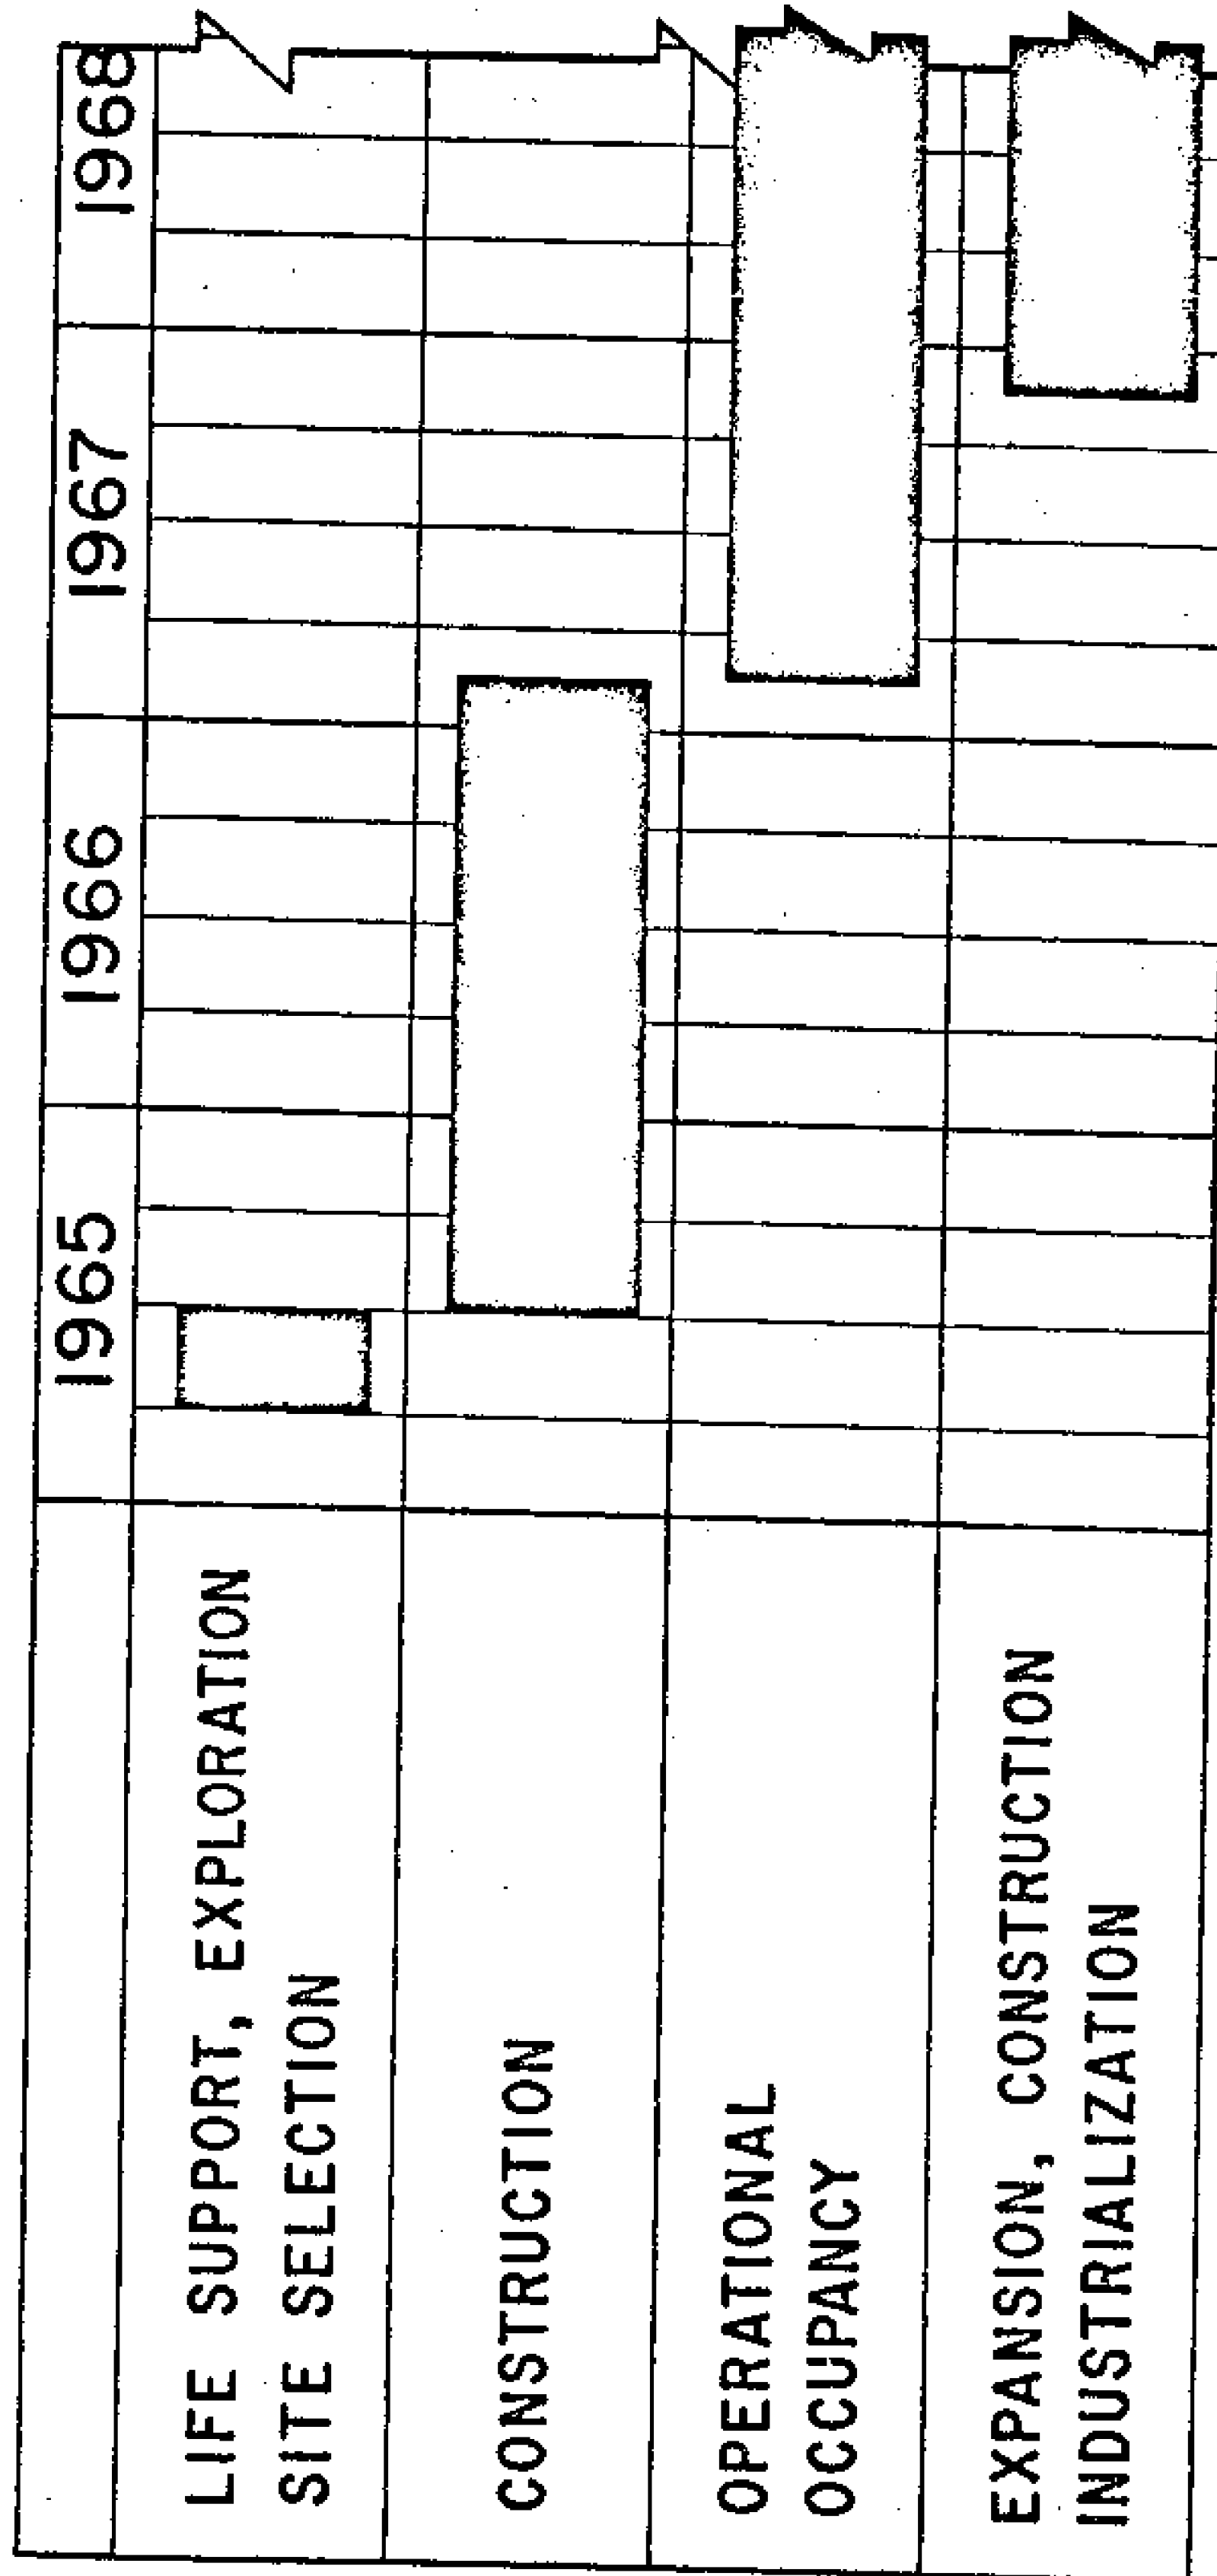 1965 1966 1967 1968
LIFE SUPPORT, EXPLORATION
SITE SELECTION
CONSTRUCTION
OPERATIONAL
OCCUPANCY
EXPANSION, CONSTRUCTION
INDUSTRIALIZATION